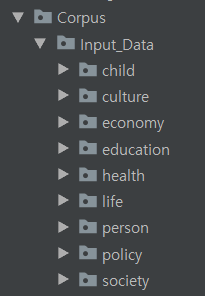 Corpus
Input_Data
child
culture
economy
education
health
life
person
policy
society